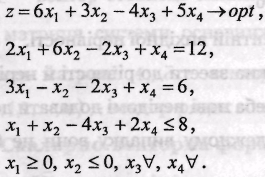 z = 6x₁ + 3x₂ − 4x₃ + 5x₄ → opt ,
2x₁ + 6x₂ − 2x₃ + x₄ = 12,
3x₁ − x₂ − 2x₃ + x₄ = 6,
x₁ + x₂ − 4x₃ + 2x₄ ≤ 8,
x₁ ≥ 0, x₂ ≤ 0, x₃∀, x₄∀ .